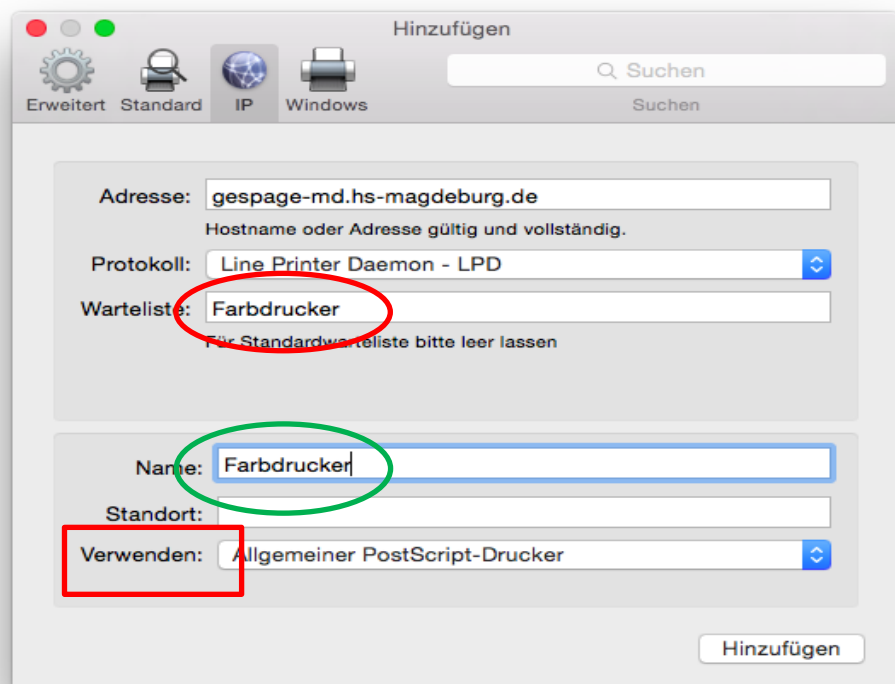 Hinzufügen
Erweitert Standard IP Windows
Suchen
Suchen
Adresse: gespage-md.hs-magdeburg.de
Hostname oder Adresse gültig und vollständig.
Protokoll: Line Printer Daemon - LPD
Warteliste: Farbdrucker
Für Standardwarteliste bitte leer lassen
Name: Farbdrucker
Standort:
Verwenden: Allgemeiner PostScript-Drucker
Hinzufügen